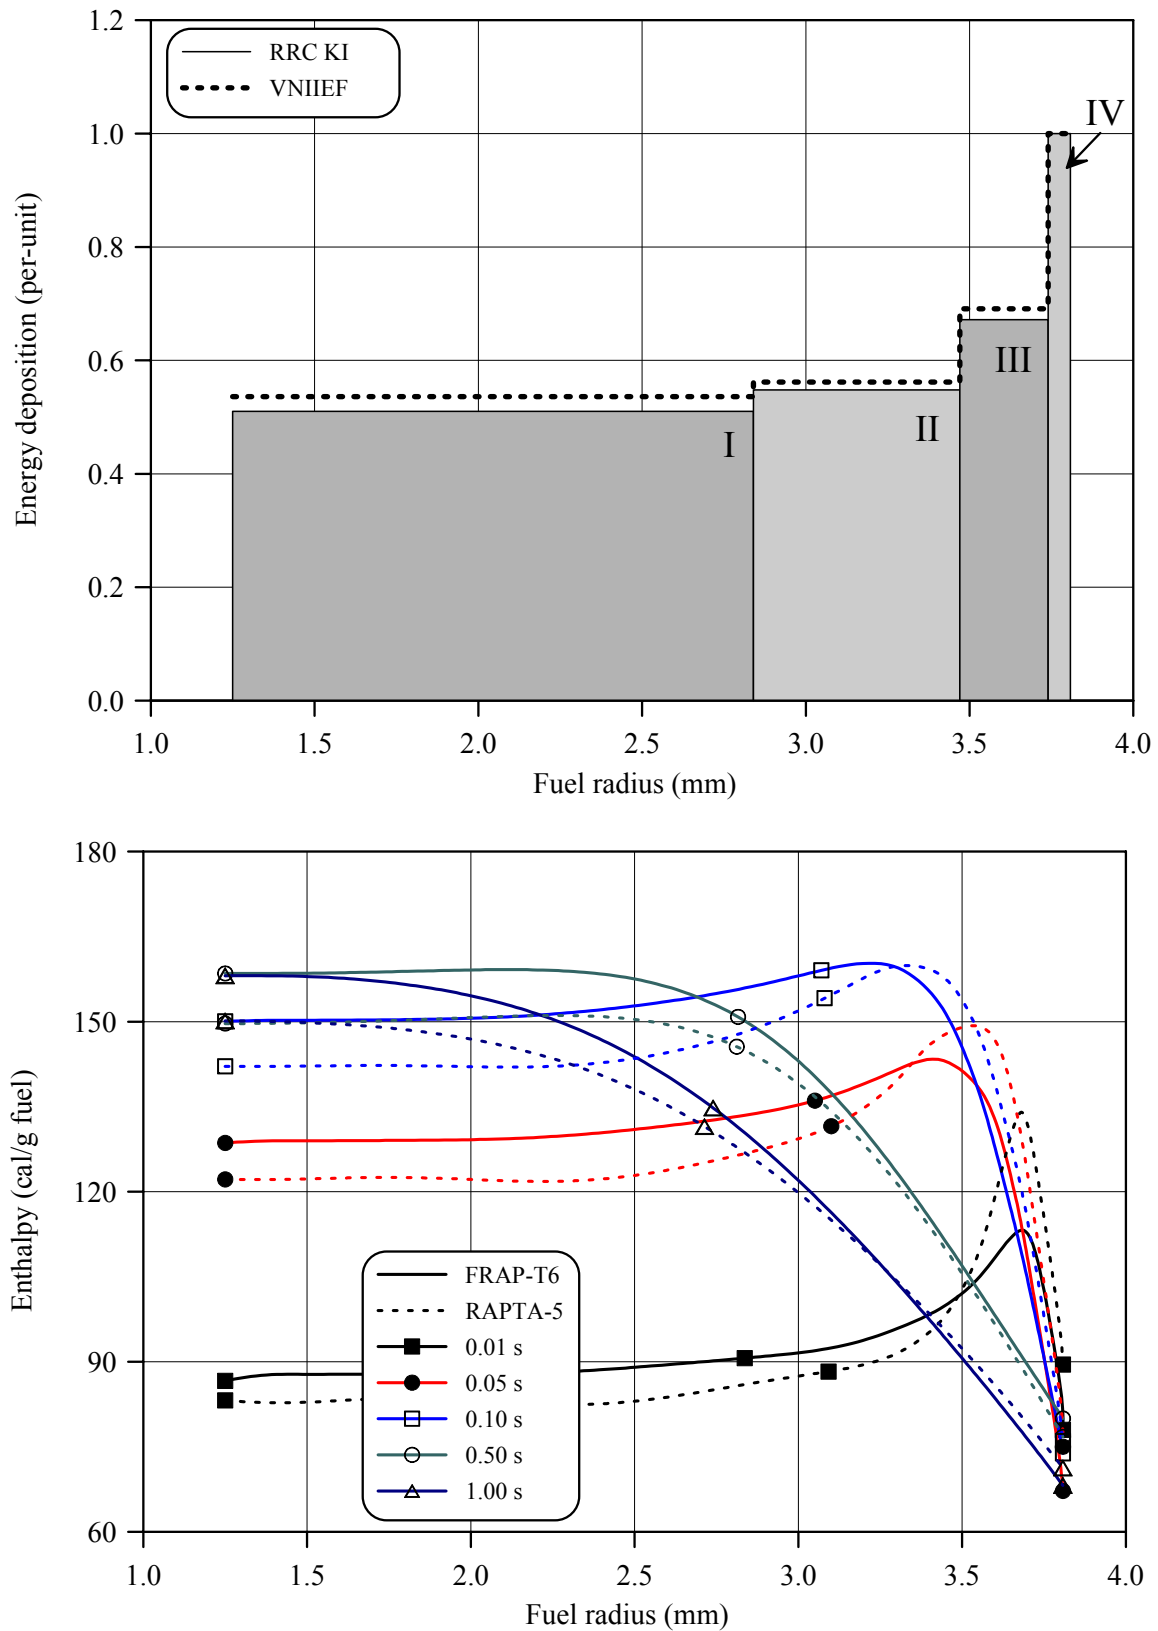 1.2
1.0
0.8
0.6
0.4
0.2
0.0
Energy deposition (per-unit)
RRC KI
VNIIEF
IV
III
II
I
1.0 1.5 2.0 2.5 3.0 3.5 4.0
Fuel radius (mm)
180
150
120
90
60
Enthalpy (cal/g fuel)
FRAP-T6
RAPTA-5
0.01 s
0.05 s
0.10 s
0.50 s
1.00 s
1.0 1.5 2.0 2.5 3.0 3.5 4.0
Fuel radius (mm)